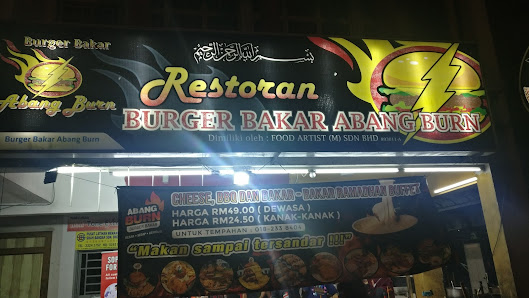 Burger Bakar
Abang Burn
Burger Bakar Abang Burn
بسم الله الرحمن الرحيم
Restoran
BURGER BAKAR ABANG BURN
Dimiliki oleh : FOOD ARTIST (M) SDN BHD
ABANG
BURN
CHEESE, BBQ DAN BAKAR - BAKAR RAMADHAN BUFFET
HARGA RM49.00 ( DEWASA )
HARGA RM24.50 ( KANAK-KANAK )
UNTUK TEMPAHAN :
"Makan sampai tersandar !!!"